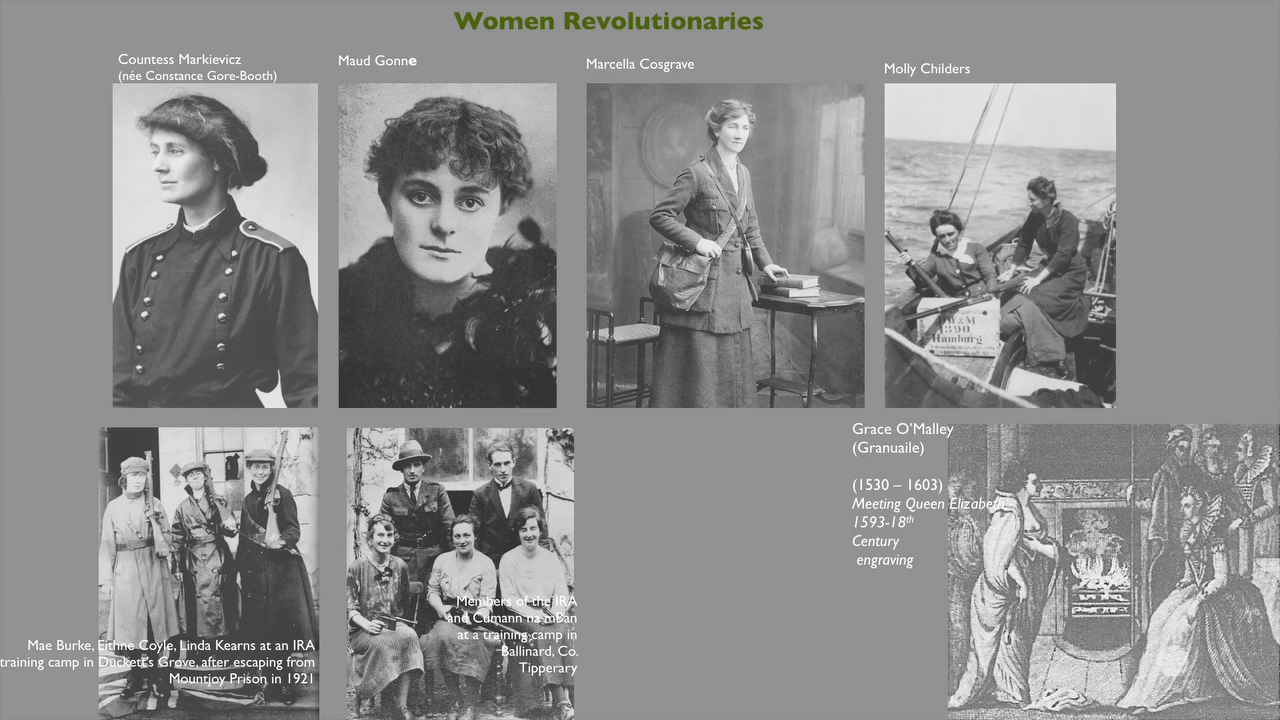 Women Revolutionaries
Countess Markievicz
(née Constance Gore-Booth)
Maud Gonne
Marcella Cosgrave
Molly Childers
W&M
1390
Hamburg
Grace O'Malley
(Granuaile)
(1530 – 1603)
Meeting Queen Elizabeth
1593-18th
Century
engraving
Members of the IRA
and Cumann na mBan
at a training camp in
Ballinard, Co.
Tipperary
Mae Burke, Eithne Coyle, Linda Kearns at an IRA
training camp in Duckett's Grove, after escaping from
Mountjoy Prison in 1921